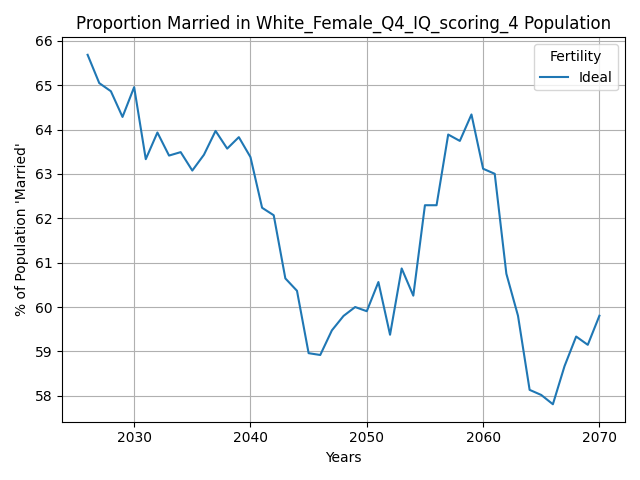 Proportion Married in White_Female_Q4_IQ_scoring_4 Population
Fertility
Ideal
% of Population 'Married'
66
65
64
63
62
61
60
59
58
2030 2040 2050 2060 2070
Years